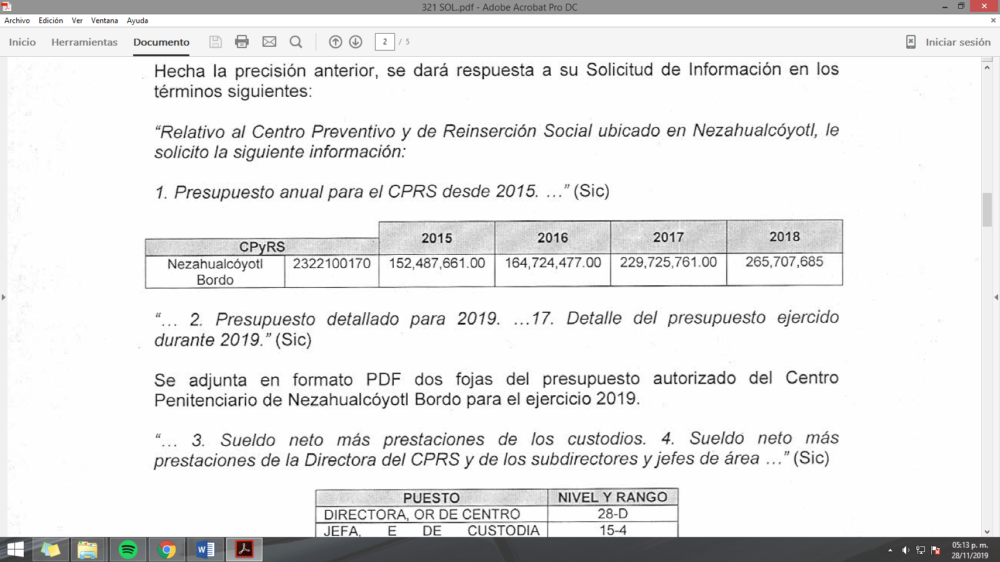 321 SOL..pdf - Adobe Acrobat Pro DC
Archivo Edición Ver Ventana Ayuda
Inicio Herramientas Documento 2 / 5 Iniciar sesión
Hecha la precisión anterior, se dará respuesta a su Solicitud de Información en los
términos siguientes:
“Relativo al Centro Preventivo y de Reinserción Social ubicado en Nezahualcóyotl, le
solicito la siguiente información:
1. Presupuesto anual para el CPRS desde 2015. …” (Sic)
CPyRS 2015 2016 2017 2018
Nezahualcóyotl 2322100170 152,487,661.00 164,724,477.00 229,725,761.00 265,707,685
Bordo
“… 2. Presupuesto detallado para 2019. …17. Detalle del presupuesto ejercido
durante 2019.” (Sic)
Se adjunta en formato PDF dos fojas del presupuesto autorizado del Centro
Penitenciario de Nezahualcóyotl Bordo para el ejercicio 2019.
“… 3. Sueldo neto más prestaciones de los custodios. 4. Sueldo neto más
prestaciones de la Directora del CPRS y de los subdirectores y jefes de área …” (Sic)
PUESTO NIVEL Y RANGO
DIRECTORA, OR DE CENTRO 28-D
JEFA, E DE CUSTODIA 15-4
05:13 p. m.
28/11/2019